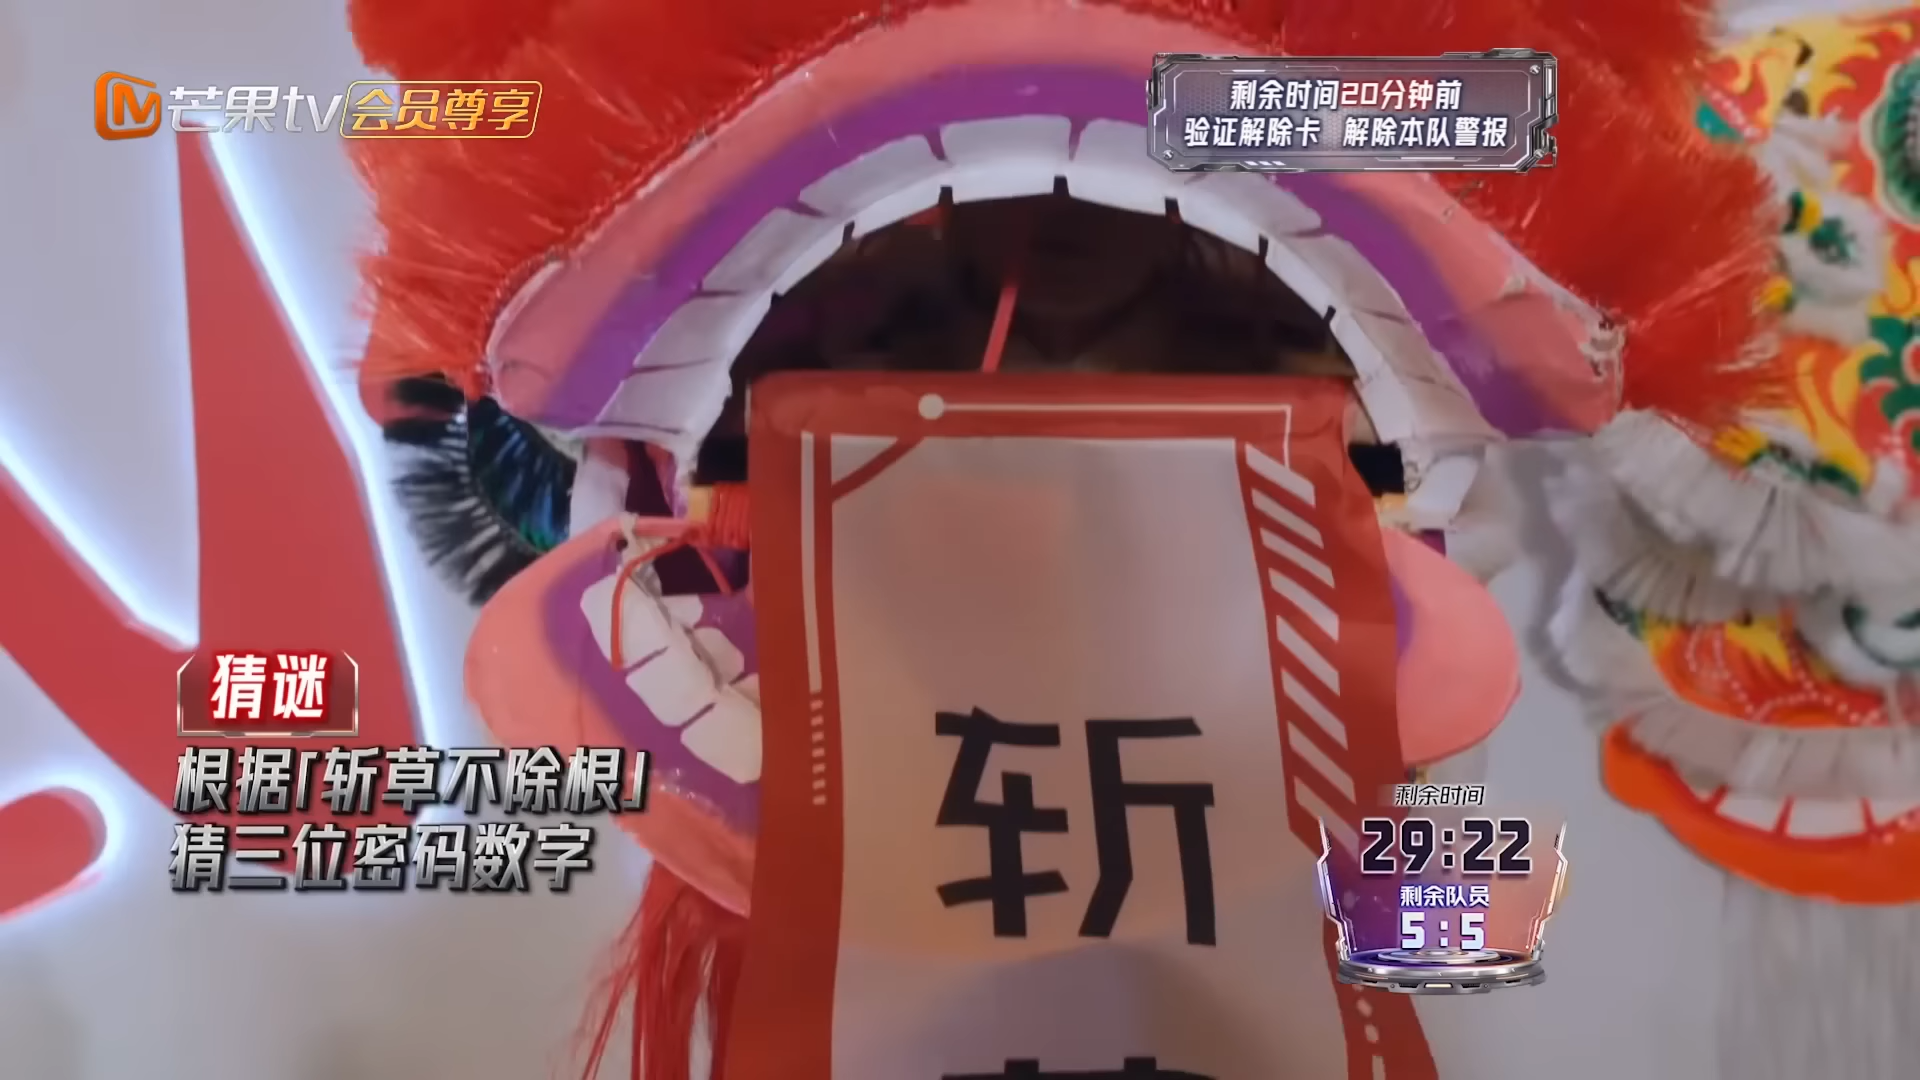 芒果tv会员尊享
剩余时间20分钟前
验证解除卡 解除本队警报
斩
猜谜
根据「斩草不除根」
猜三位密码数字
剩余时间
29:22
剩余队员
5:5